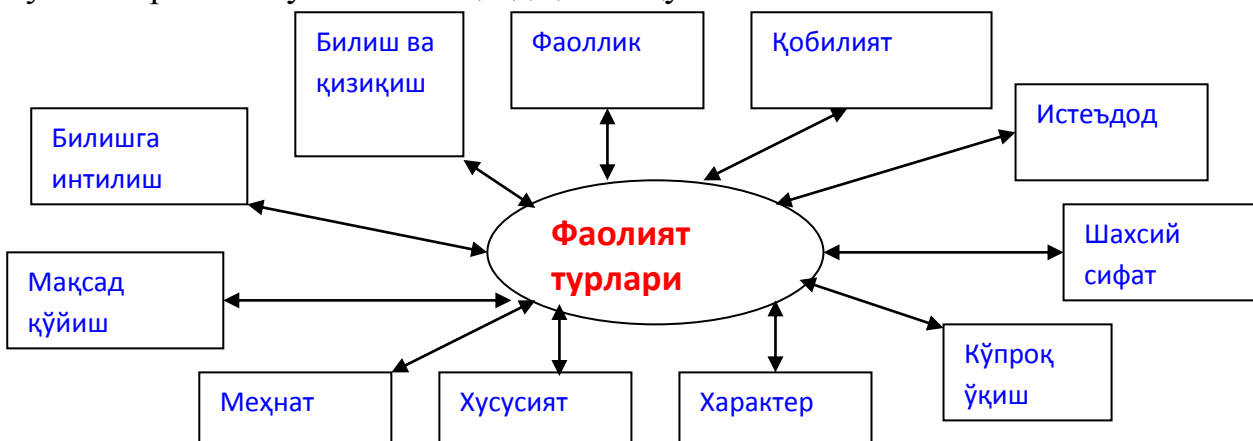 Билиш ва
қизиқиш
Фаоллик
Қобилият
Истеъдод
Билишга
интилиш
Фаолият
турлари
Шахсий
сифат
Мақсад
қўйиш
Кўпроқ
ўқиш
Меҳнат
Хусусият
Характер